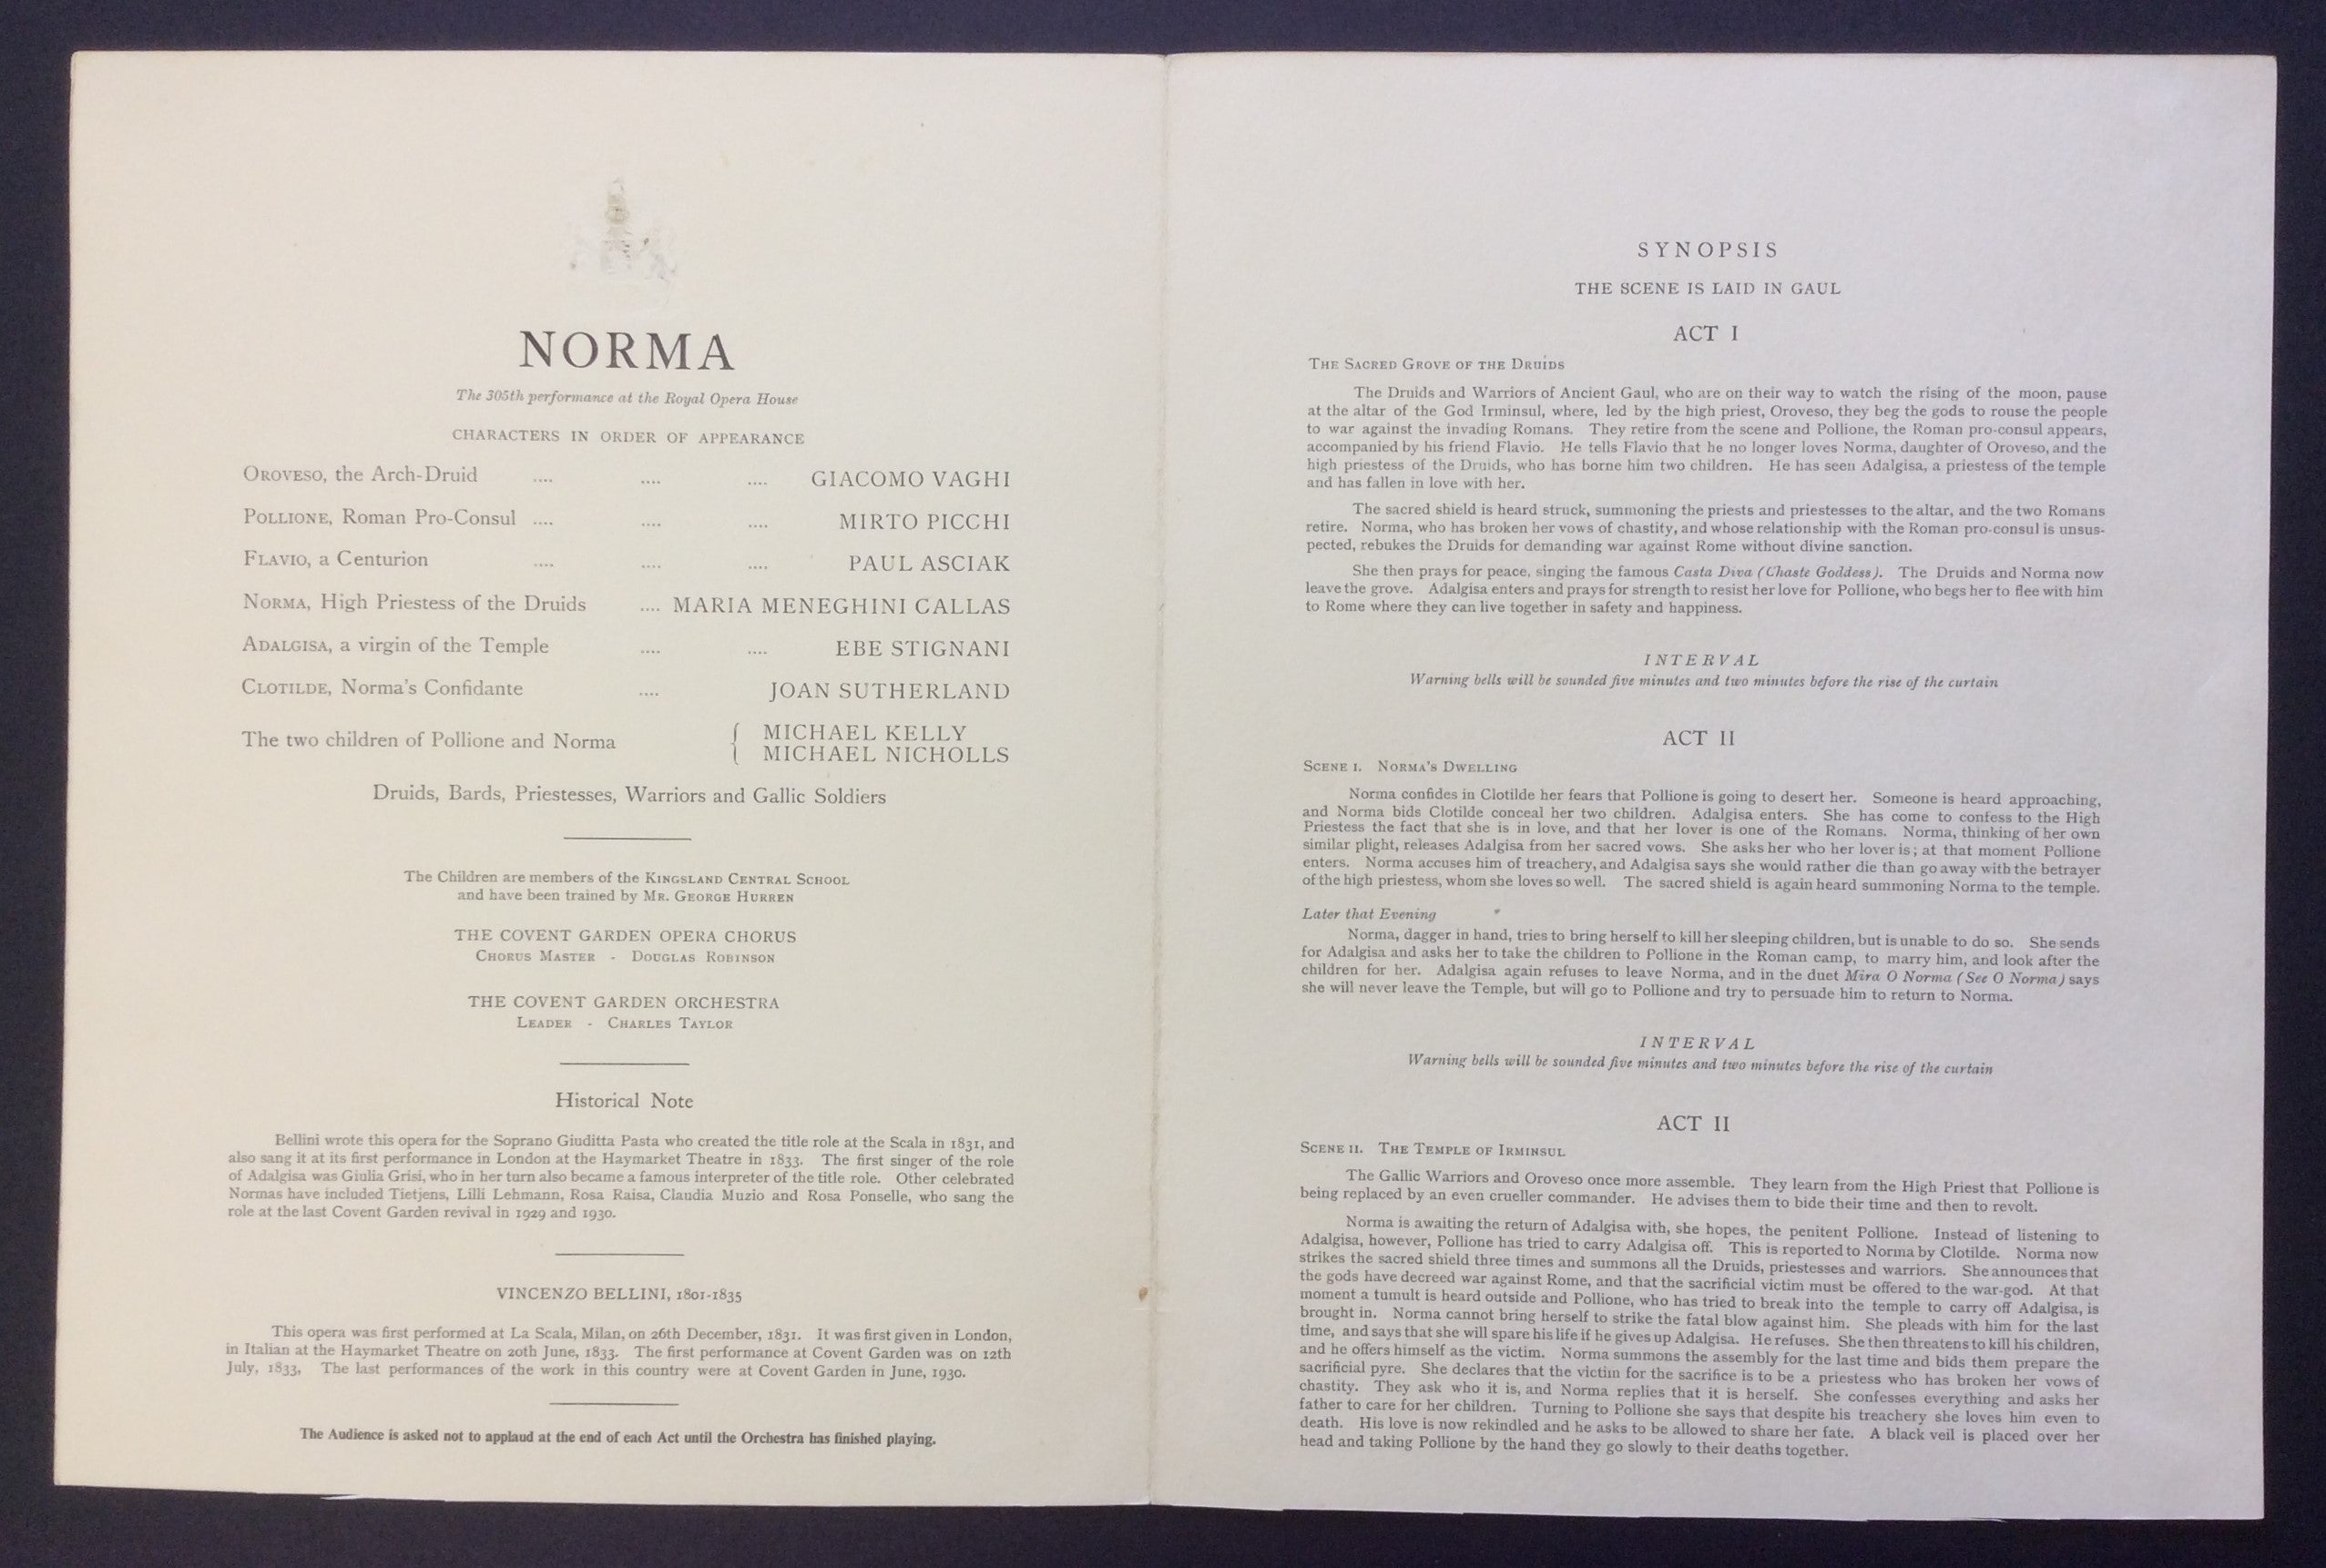 NORMA
The 305th performance at the Royal Opera House
CHARACTERS IN ORDER OF APPEARANCE
OROVESO, the Arch-Druid .... .... .... GIACOMO VAGHI
POLLIONE, Roman Pro-Consul .... .... .... MIRTO PICCHI
FLAVIO, a Centurion .... .... .... PAUL ASCIAK
NORMA, High Priestess of the Druids .... MARIA MENEGHINI CALLAS
ADALGISA, a virgin of the Temple .... .... EBE STIGNANI
CLOTILDE, Norma's Confidante .... JOAN SUTHERLAND
The two children of Pollione and Norma { MICHAEL KELLY
MICHAEL NICHOLLS
Druids, Bards, Priestesses, Warriors and Gallic Soldiers
The Children are members of the KINGSLAND CENTRAL SCHOOL
and have been trained by MR. GEORGE HURREN
THE COVENT GARDEN OPERA CHORUS
CHORUS MASTER - DOUGLAS ROBINSON
THE COVENT GARDEN ORCHESTRA
LEADER - CHARLES TAYLOR
Historical Note
Bellini wrote this opera for the Soprano Giuditta Pasta who created the title role at the Scala in 1831, and
also sang it at its first performance in London at the Haymarket Theatre in 1833. The first singer of the role
of Adalgisa was Giulia Grisi, who in her turn also became a famous interpreter of the title role. Other celebrated
Normas have included Tietjens, Lilli Lehmann, Rosa Raisa, Claudia Muzio and Rosa Ponselle, who sang the
role at the last Covent Garden revival in 1929 and 1930.
VINCENZO BELLINI, 1801-1835
This opera was first performed at La Scala, Milan, on 26th December, 1831. It was first given in London,
in Italian at the Haymarket Theatre on 20th June, 1833. The first performance at Covent Garden was on 12th
July, 1833, The last performances of the work in this country were at Covent Garden in June, 1930.
The Audience is asked not to applaud at the end of each Act until the Orchestra has finished playing.
SYNOPSIS
THE SCENE IS LAID IN GAUL
ACT I
THE SACRED GROVE OF THE DRUIDS
The Druids and Warriors of Ancient Gaul, who are on their way to watch the rising of the moon, pause
at the altar of the God Irminsul, where, led by the high priest, Oroveso, they beg the gods to rouse the people
to war against the invading Romans. They retire from the scene and Pollione, the Roman pro-consul appears,
accompanied by his friend Flavio. He tells Flavio that he no longer loves Norma, daughter of Oroveso, and the
high priestess of the Druids, who has borne him two children. He has seen Adalgisa, a priestess of the temple
and has fallen in love with her.
The sacred shield is heard struck, summoning the priests and priestesses to the altar, and the two Romans
retire. Norma, who has broken her vows of chastity, and whose relationship with the Roman pro-consul is unsus-
pected, rebukes the Druids for demanding war against Rome without divine sanction.
She then prays for peace, singing the famous Casta Diva (Chaste Goddess). The Druids and Norma now
leave the grove. Adalgisa enters and prays for strength to resist her love for Pollione, who begs her to flee with him
to Rome where they can live together in safety and happiness.
INTERVAL
Warning bells will be sounded five minutes and two minutes before the rise of the curtain
ACT II
SCENE I. NORMA'S DWELLING
Norma confides in Clotilde her fears that Pollione is going to desert her. Someone is heard approaching,
and Norma bids Clotilde conceal her two children. Adalgisa enters. She has come to confess to the High
Priestess the fact that she is in love, and that her lover is one of the Romans. Norma, thinking of her own
similar plight, releases Adalgisa from her sacred vows. She asks her who her lover is; at that moment Pollione
enters. Norma accuses him of treachery, and Adalgisa says she would rather die than go away with the betrayer
of the high priestess, whom she loves so well. The sacred shield is again heard summoning Norma to the temple.
Later that Evening
Norma, dagger in hand, tries to bring herself to kill her sleeping children, but is unable to do so. She sends
for Adalgisa and asks her to take the children to Pollione in the Roman camp, to marry him, and look after the
children for her. Adalgisa again refuses to leave Norma, and in the duet Mira O Norma (See O Norma) says
she will never leave the Temple, but will go to Pollione and try to persuade him to return to Norma.
INTERVAL
Warning bells will be sounded five minutes and two minutes before the rise of the curtain
ACT II
SCENE II. THE TEMPLE OF IRMINSUL
The Gallic Warriors and Oroveso once more assemble. They learn from the High Priest that Pollione is
being replaced by an even crueller commander. He advises them to bide their time and then to revolt.
Norma is awaiting the return of Adalgisa with, she hopes, the penitent Pollione. Instead of listening to
Adalgisa, however, Pollione has tried to carry Adalgisa off. This is reported to Norma by Clotilde. Norma now
strikes the sacred shield three times and summons all the Druids, priestesses and warriors. She announces that
the gods have decreed war against Rome, and that the sacrificial victim must be offered to the war-god. At that
moment a tumult is heard outside and Pollione, who has tried to break into the temple to carry off Adalgisa, is
brought in. Norma cannot bring herself to strike the fatal blow against him. She pleads with him for the last
time, and says that she will spare his life if he gives up Adalgisa. He refuses. She then threatens to kill his children,
and he offers himself as the victim. Norma summons the assembly for the last time and bids them prepare the
sacrificial pyre. She declares that the victim for the sacrifice is to be a priestess who has broken her vows of
chastity. They ask who it is, and Norma replies that it is herself. She confesses everything and asks her
father to care for her children. Turning to Pollione she says that despite his treachery she loves him even to
death. His love is now rekindled and he asks to be allowed to share her fate. A black veil is placed over her
head and taking Pollione by the hand they go slowly to their deaths together.